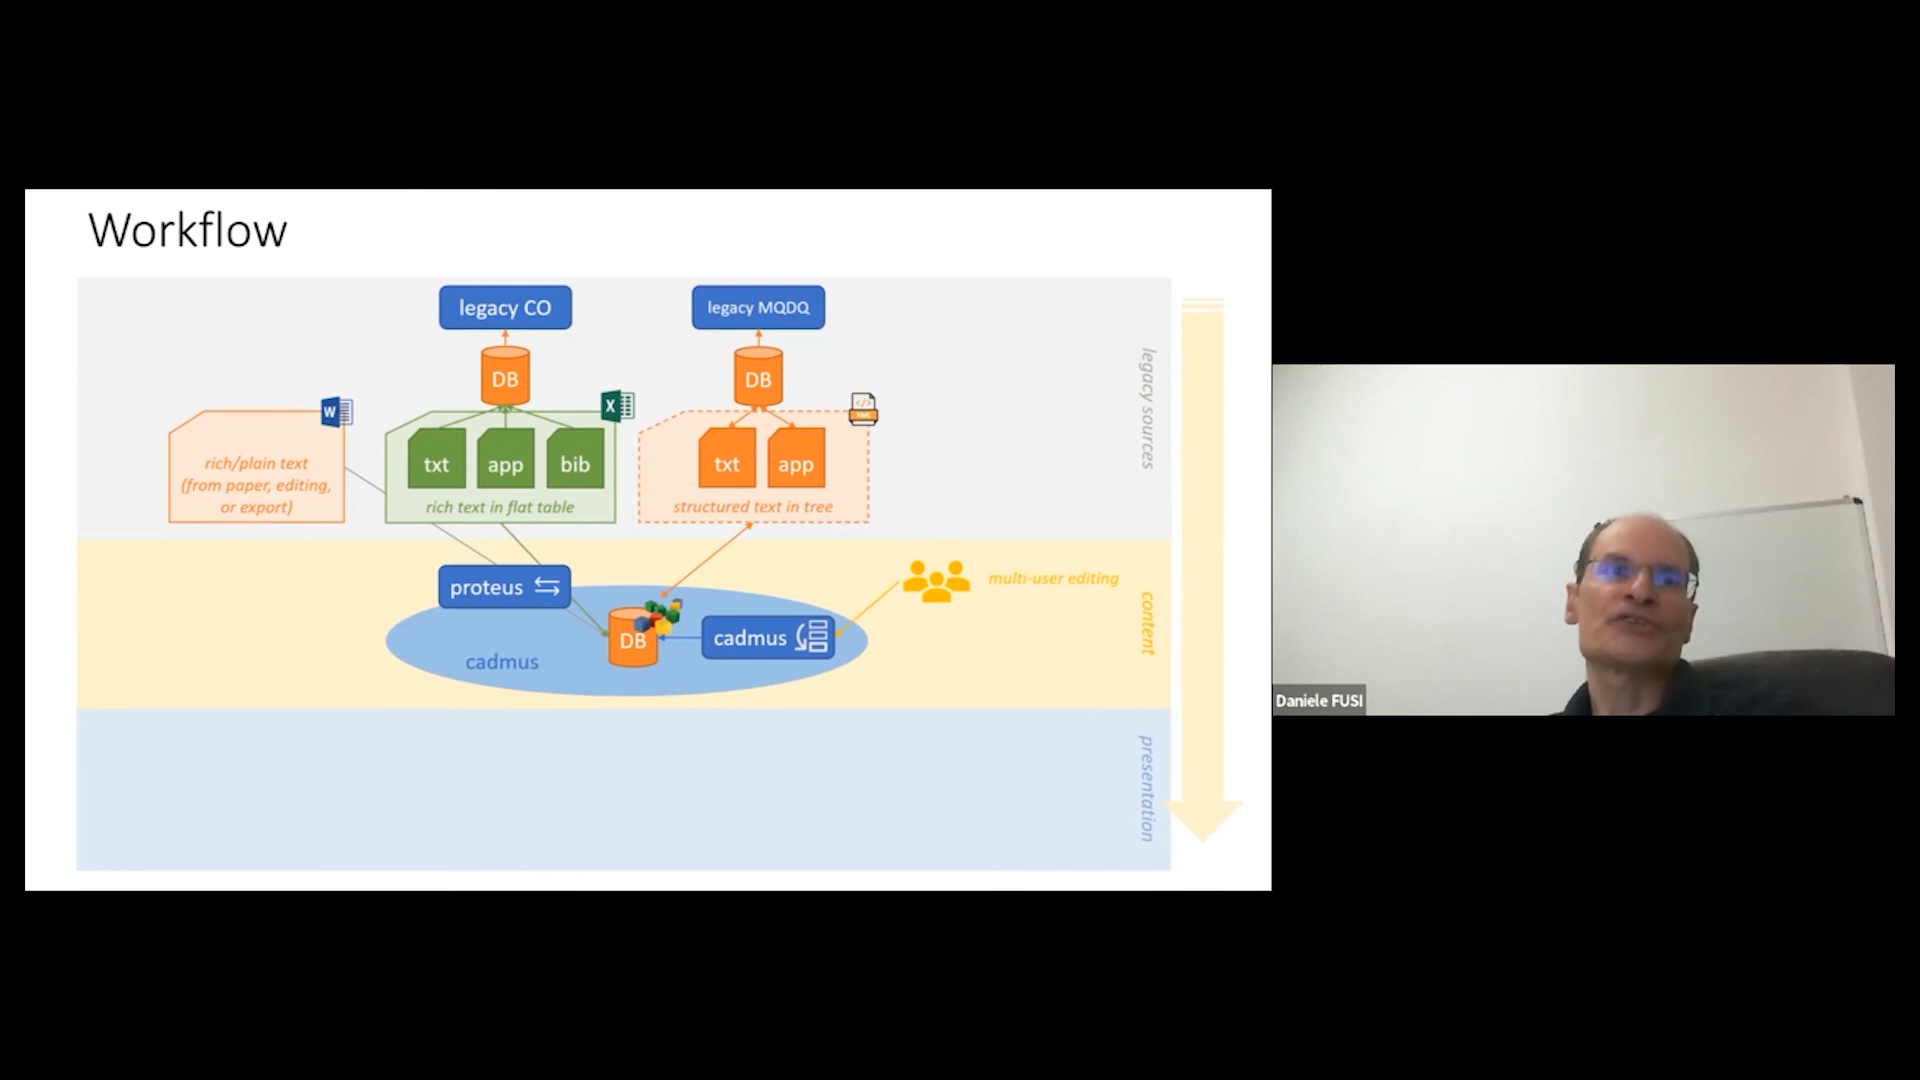 Workflow
legacy CO
legacy MQDQ
DB
DB
W
X
</>
XML
txt
app
bib
txt
app
rich/plain text
(from paper, editing,
or export)
rich text in flat table
structured text in tree
legacy sources
proteus
DB
cadmus
cadmus
multi-user editing
content
presentation
Daniele FUSI